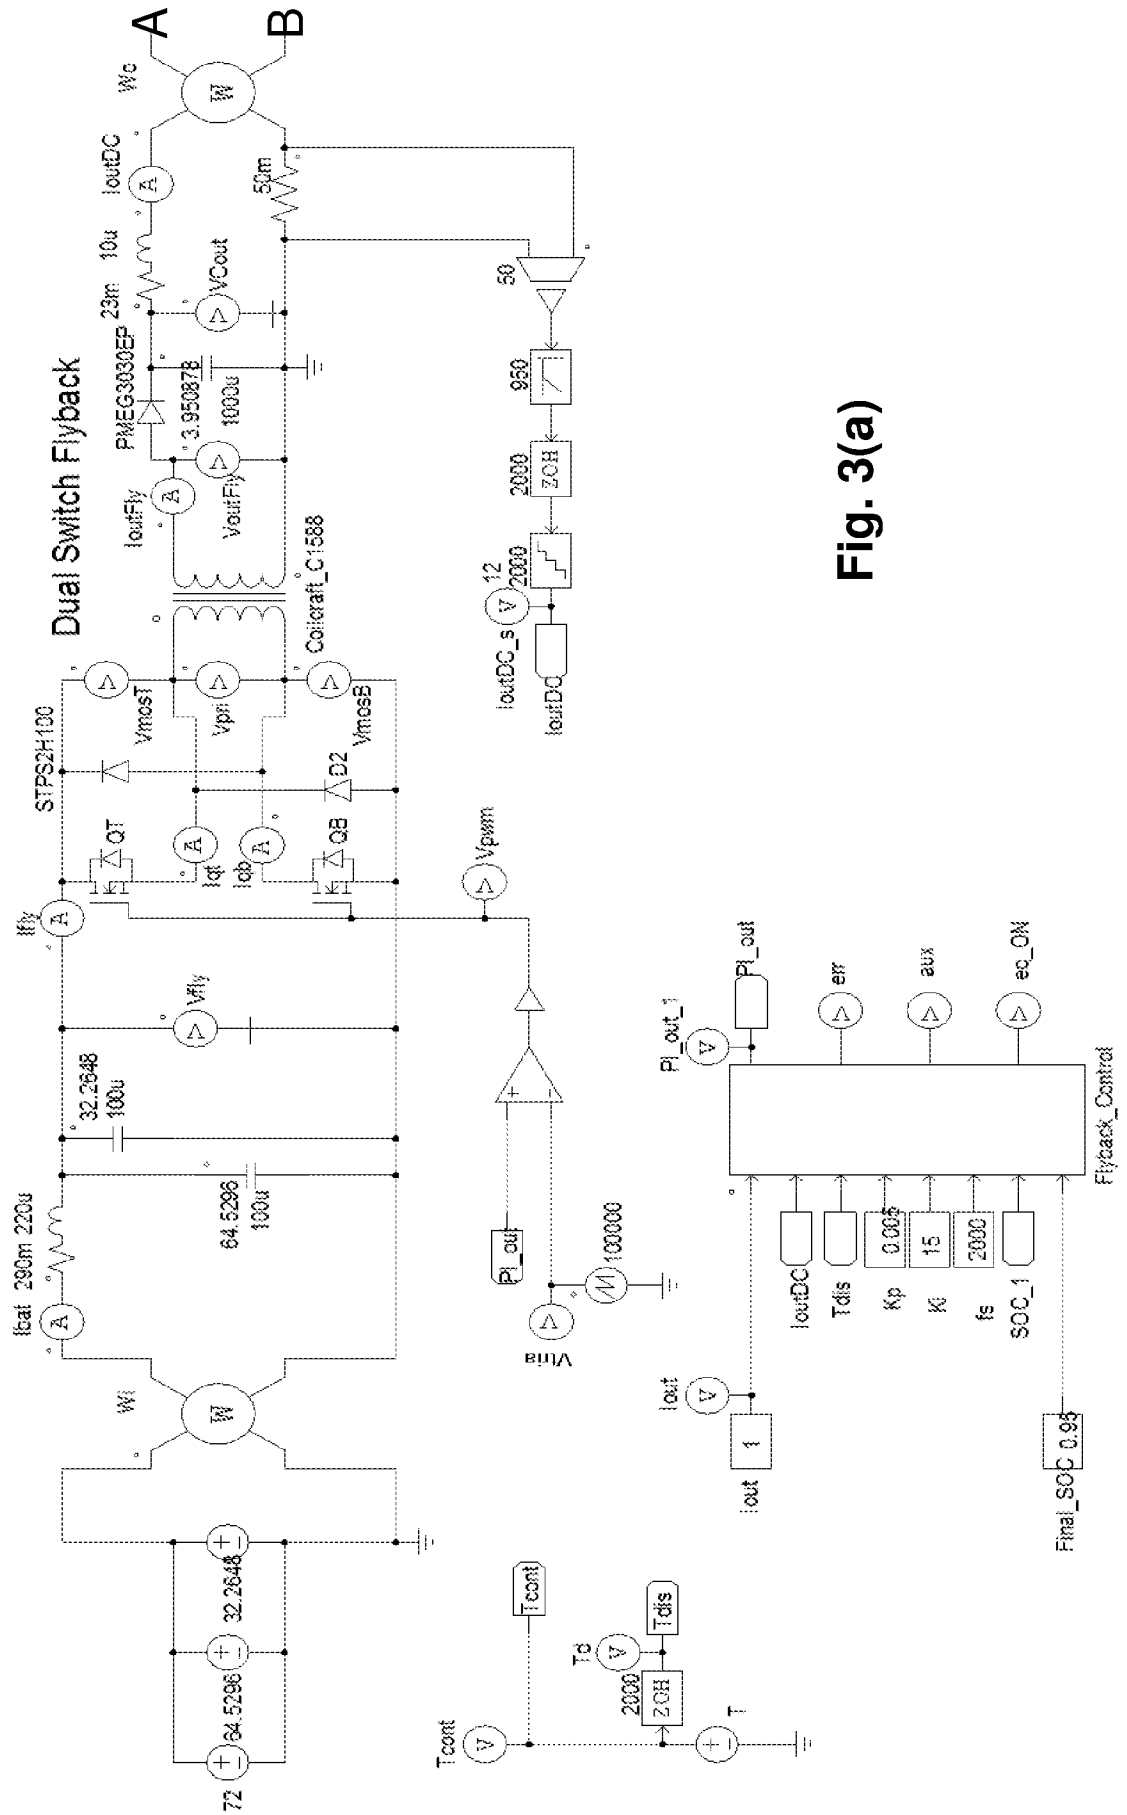 Dual Switch Flyback
A
B
Wo
IoutDC
A
W
10u
23m
50m
VCout
V
PMEG3030EP
3.950878
1000u
IoutFly
A
VoutFly
V
Coilcraft_C1588
STPS2H100
VmosT
V
Vpri
V
VmosB
V
D2
QT
QB
Iqt
A
Iqb
A
Ifly
A
Vfly
V
32.2648
100u
64.5296
100u
290m 220u
Ibat
A
Wi
W
32.2648
64.5296
72
50
950
2000
ZOH
12
2000
IoutDC_s
V
IoutDC
Vpwm
V
PI_out
100000
Vtria
V
PI_out_1
V
PI_out
err
V
aux
V
eo_ON
V
Flyback_Control
IoutDC
Tdis
Kp
0.005
Ki
15
fs
2000
SOC_1
Iout
V
Iout
1
Final_SOC
0.95
Tcont
V
Tcont
Td
V
2000
ZOH
Tdis
T
Fig. 3(a)